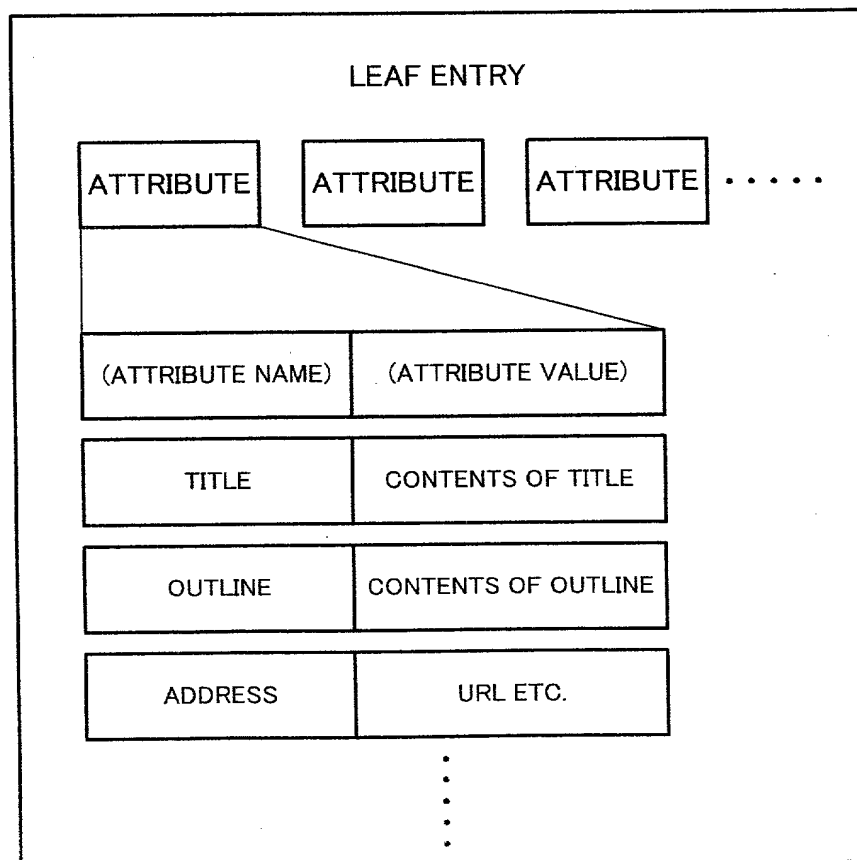 LEAF ENTRY
ATTRIBUTE ATTRIBUTE ATTRIBUTE .....
(ATTRIBUTE NAME) (ATTRIBUTE VALUE)
TITLE CONTENTS OF TITLE
OUTLINE CONTENTS OF OUTLINE
ADDRESS URL ETC.